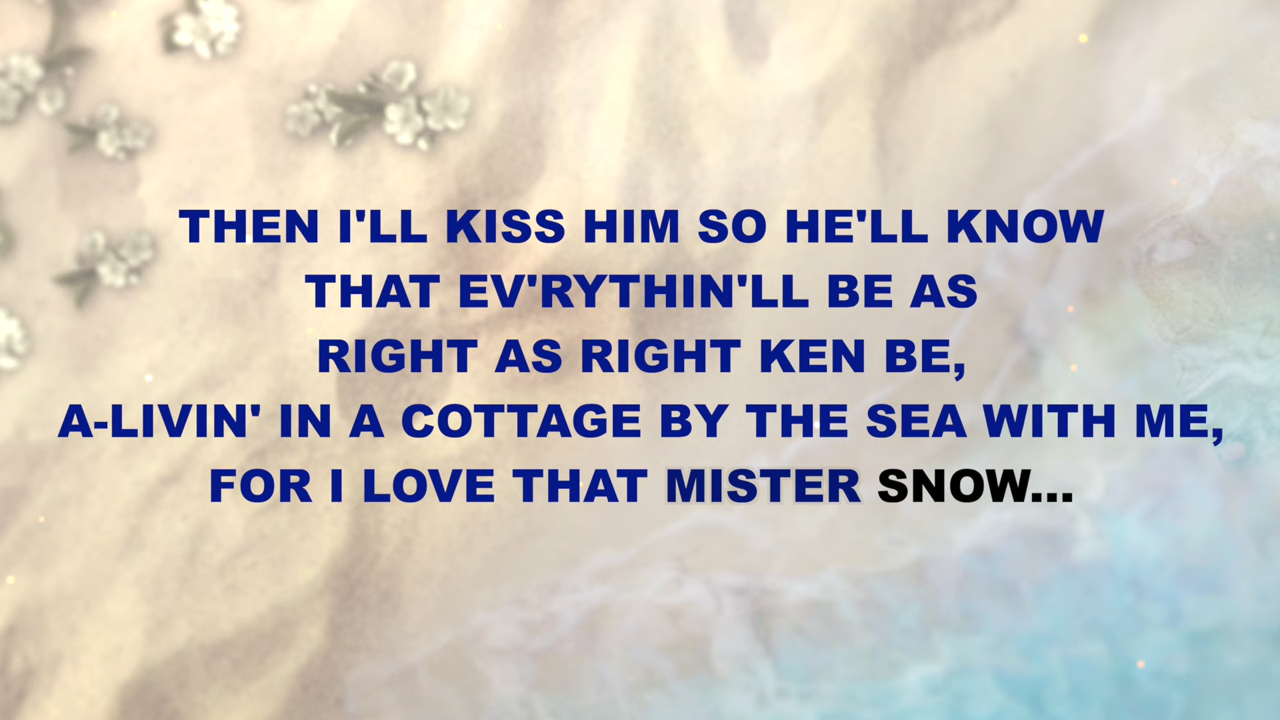 THEN I'LL KISS HIM SO HE'LL KNOW
THAT EV'RYTHIN'LL BE AS
RIGHT AS RIGHT KEN BE,
A-LIVIN' IN A COTTAGE BY THE SEA WITH ME,
FOR I LOVE THAT MISTER SNOW...